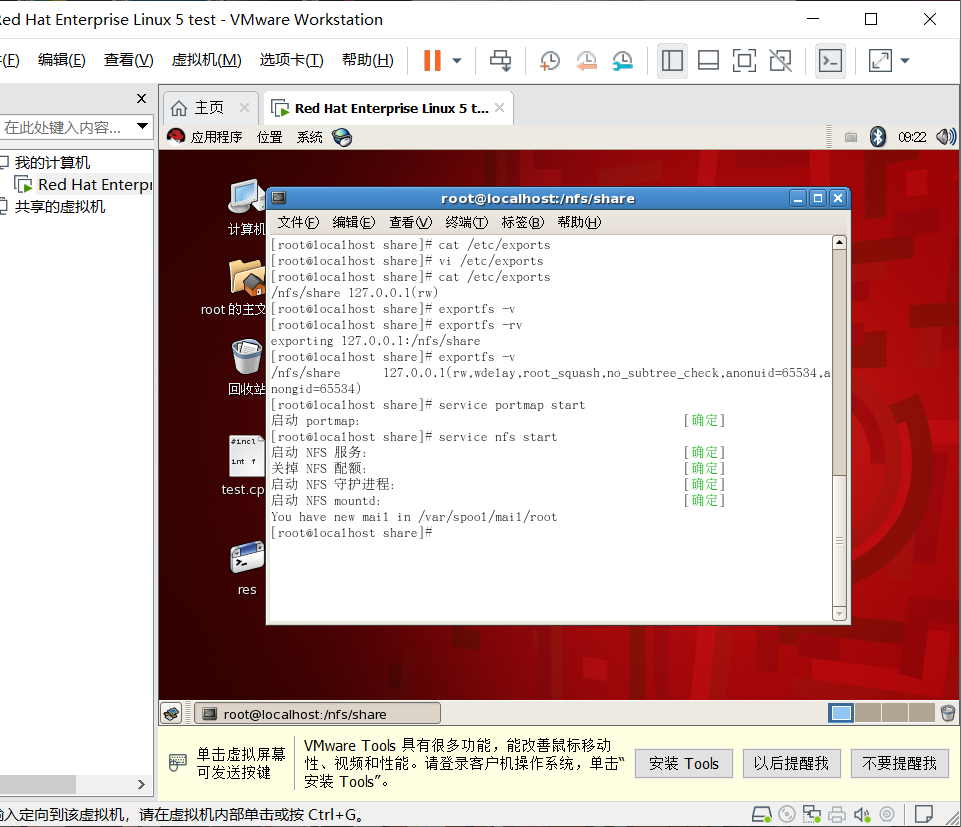 Red Hat Enterprise Linux 5 test - VMware Workstation
(F) 编辑(E) 查看(V) 虚拟机(M) 选项卡(T) 帮助(H)
主页
Red Hat Enterprise Linux 5 t...
在此处键入内容...
应用程序 位置 系统
09:22
我的计算机
Red Hat Enterpr
共享的虚拟机
计算机
root 的主文
回收站
#incl
int f
test.cp
res
root@localhost:/nfs/share
文件(F) 编辑(E) 查看(V) 终端(T) 标签(B) 帮助(H)
[root@localhost share]# cat /etc/exports
[root@localhost share]# vi /etc/exports
[root@localhost share]# cat /etc/exports
/nfs/share 127.0.0.1(rw)
[root@localhost share]# exportfs -v
[root@localhost share]# exportfs -rv
exporting 127.0.0.1:/nfs/share
[root@localhost share]# exportfs -v
/nfs/share 127.0.0.1(rw,wdelay,root_squash,no_subtree_check,anonuid=65534,a
nongid=65534)
[root@localhost share]# service portmap start
启动 portmap: [确定]
[root@localhost share]# service nfs start
启动 NFS 服务: [确定]
关掉 NFS 配额: [确定]
启动 NFS 守护进程: [确定]
启动 NFS mountd: [确定]
You have new mail in /var/spool/mail/root
[root@localhost share]#
root@localhost:/nfs/share
单击虚拟屏幕
可发送按键
VMware Tools 具有很多功能，能改善鼠标移动
性、视频和性能。请登录客户机操作系统，单击“
安装 Tools”。
安装 Tools
以后提醒我
不要提醒我
输入定向到该虚拟机，请在虚拟机内部单击或按 Ctrl+G。